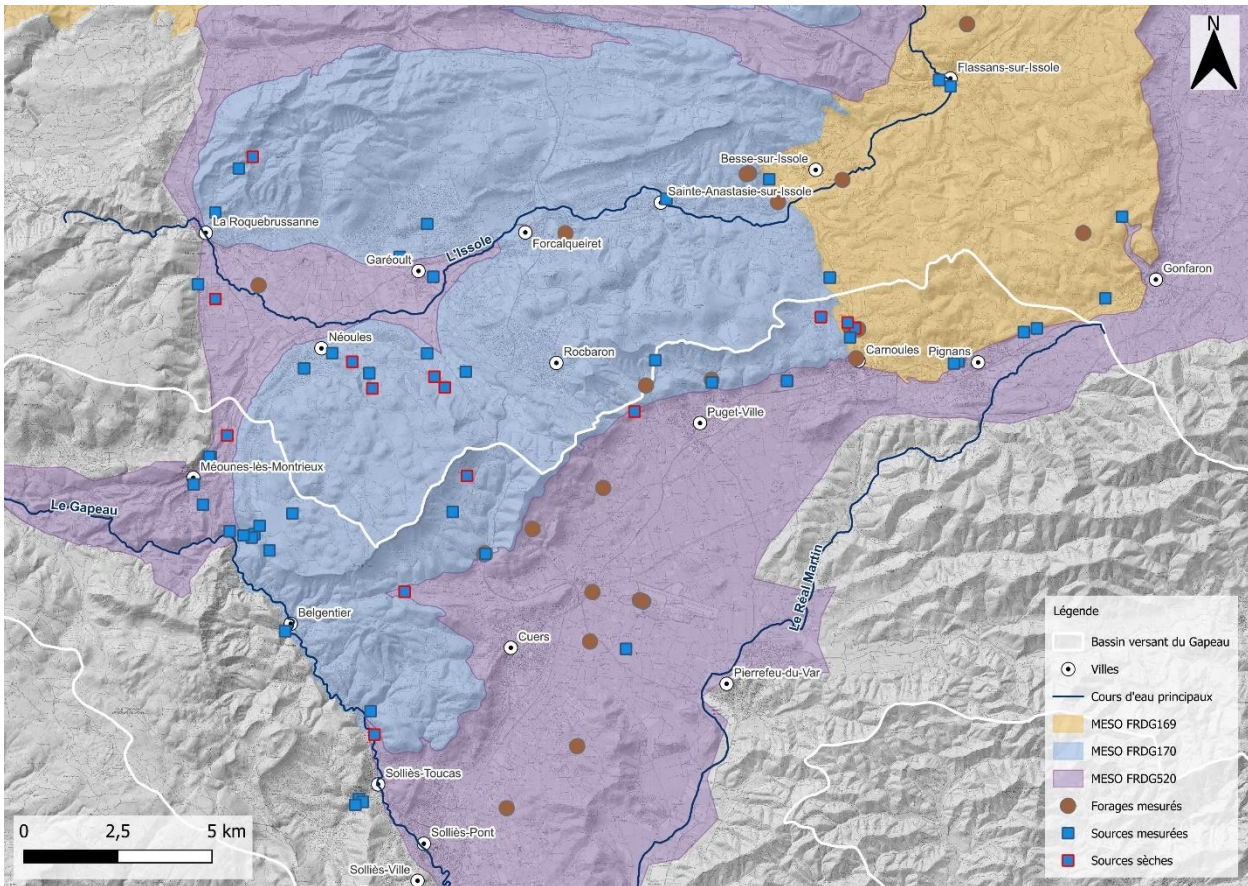 N
Flassans-sur-Issole
Besse-sur-Issole
Sainte-Anastasie-sur-Issole
La Roquebrussanne
L'Issole
Forcalqueiret
Garéoult
Gonfaron
Néoules
Rocbaron
Carnoules
Pignans
Puget-Ville
Méounes-lès-Montrieux
Le Gapeau
Le Réal Martin
Belgentier
Cuers
Pierrefeu-du-Var
Solliès-Toucas
Solliès-Pont
Solliès-Ville
0 2,5 5 km
Légende
Bassin versant du Gapeau
Villes
Cours d'eau principaux
MESO FRDG169
MESO FRDG170
MESO FRDG520
Forages mesurés
Sources mesurées
Sources sèches